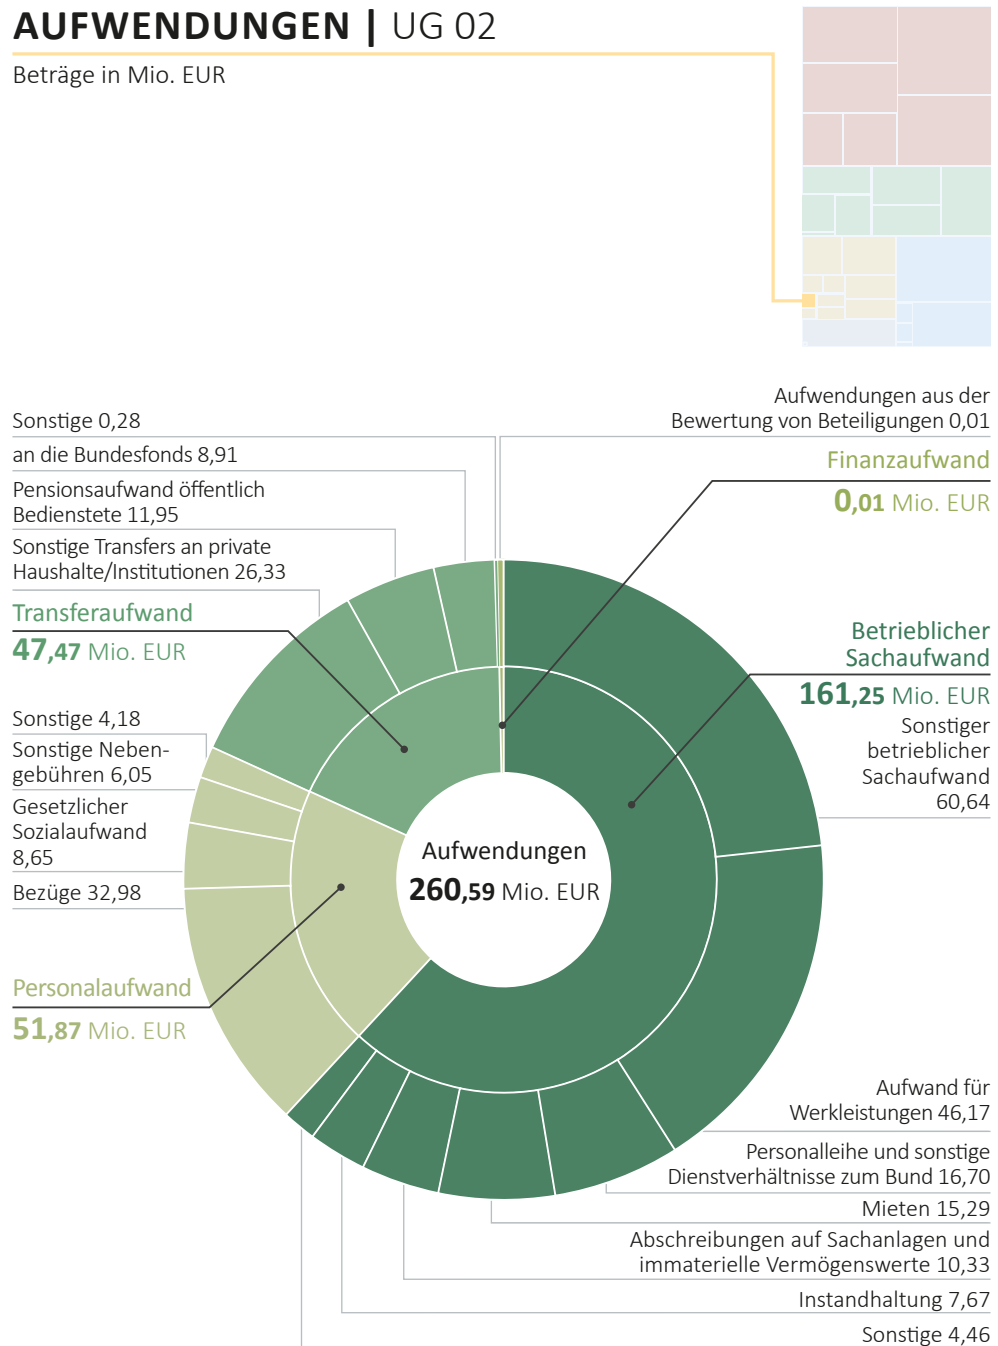 AUFWENDUNGEN | UG 02
Beträge in Mio. EUR
Sonstige 0,28
an die Bundesfonds 8,91
Pensionsaufwand öffentlich
Bedienstete 11,95
Sonstige Transfers an private
Haushalte/Institutionen 26,33
Transferaufwand
47,47 Mio. EUR
Sonstige 4,18
Sonstige Neben-
gebühren 6,05
Gesetzlicher
Sozialaufwand
8,65
Bezüge 32,98
Personalaufwand
51,87 Mio. EUR
Aufwendungen
260,59 Mio. EUR
Aufwendungen aus der
Bewertung von Beteiligungen 0,01
Finanzaufwand
0,01 Mio. EUR
Betrieblicher
Sachaufwand
161,25 Mio. EUR
Sonstiger
betrieblicher
Sachaufwand
60,64
Aufwand für
Werkleistungen 46,17
Personalleihe und sonstige
Dienstverhältnisse zum Bund 16,70
Mieten 15,29
Abschreibungen auf Sachanlagen und
immaterielle Vermögenswerte 10,33
Instandhaltung 7,67
Sonstige 4,46